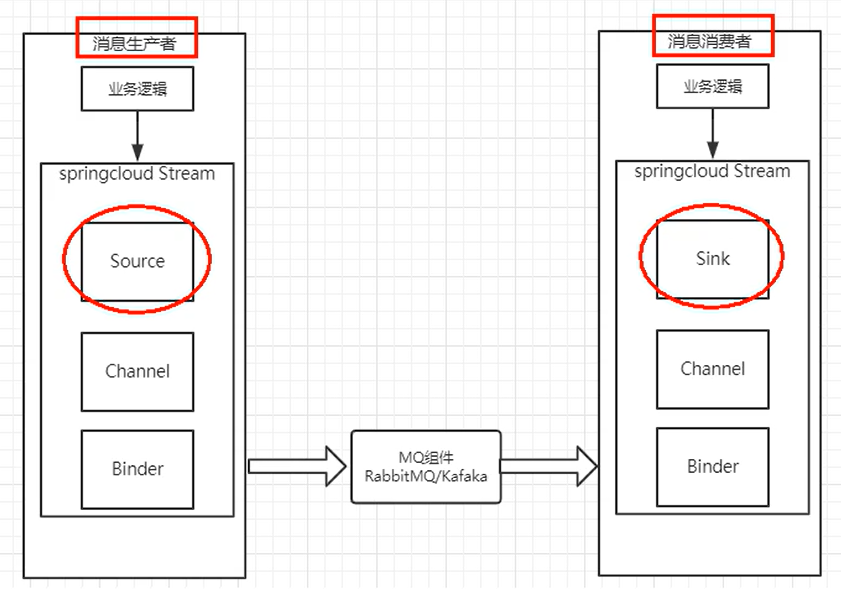 消息生产者
业务逻辑
springcloud Stream
Source
Channel
Binder
MQ组件
RabbitMQ/Kafaka
消息消费者
业务逻辑
springcloud Stream
Sink
Channel
Binder